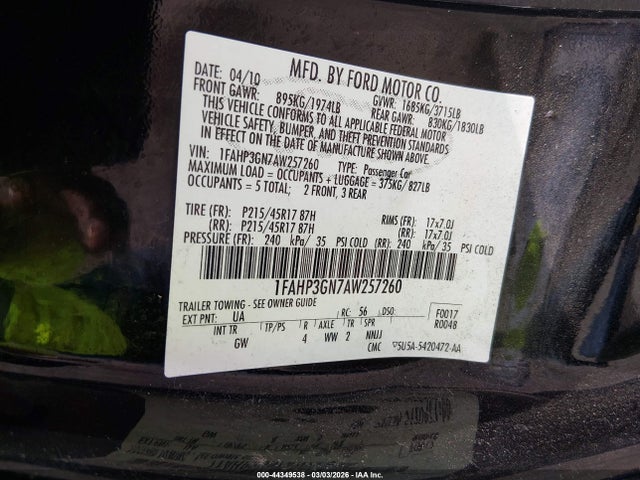 MFD. BY FORD MOTOR CO.
DATE: 04/10
GVWR: 1685KG/3715LB
FRONT GAWR: 895KG/1974LB
REAR GAWR: 830KG/1830LB
THIS VEHICLE CONFORMS TO ALL APPLICABLE FEDERAL MOTOR
VEHICLE SAFETY, BUMPER, AND THEFT PREVENTION STANDARDS
IN EFFECT ON THE DATE OF MANUFACTURE SHOWN ABOVE.
VIN: 1FAHP3GN7AW257260 TYPE: Passenger Car
MAXIMUM LOAD = OCCUPANTS + LUGGAGE = 375KG/827LB
OCCUPANTS = 5 TOTAL; 2 FRONT, 3 REAR
TIRE (F) P215/45R17 87H RIMS (FR) 17x7.0J
(R) P215/45R17 87H (RR) 17x7.0J
PRESSURE (F) 240 kPa/ 35 PSI COLD (RR) 240 kPa/ 35 PSI COLD
1FAHP3GN7AW257260
TRAILER TOWING - SEE OWNER GUIDE
EXT PNT: UA RC: 56 DSO: F0017
R0048
INT TR TP/PS R AXLE TR SPR
GW 4 WW 2 NNJJ
CMC 5U5A-5420472-AA
© IAA - 000-44349538 - 03/03/2026 - © IAA, Inc.